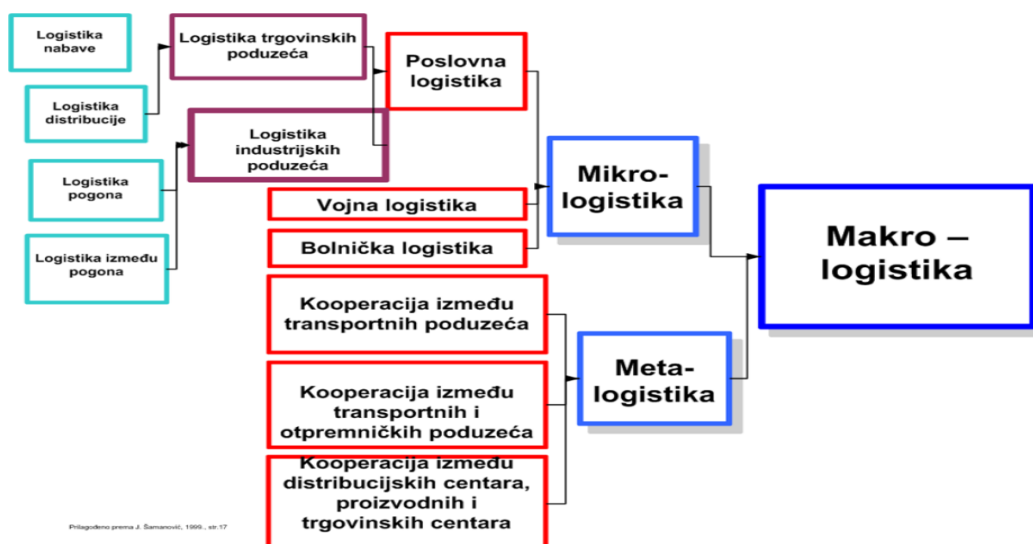 Logistika
nabave
Logistika trgovinskih
poduzeća
Poslovna
logistika
Logistika
distribucije
Logistika
industrijskih
poduzeća
Logistika
pogona
Logistika između
pogona
Vojna logistika
Bolnička logistika
Mikro-
logistika
Makro –
logistika
Kooperacija između
transportnih poduzeća
Kooperacija između
transportnih i
otpremničkih poduzeća
Kooperacija između
distribucijskih centara,
proizvodnih i
trgovinskih centara
Meta-
logistika
Prilagođeno prema J. Šamanović, 1999., str.17